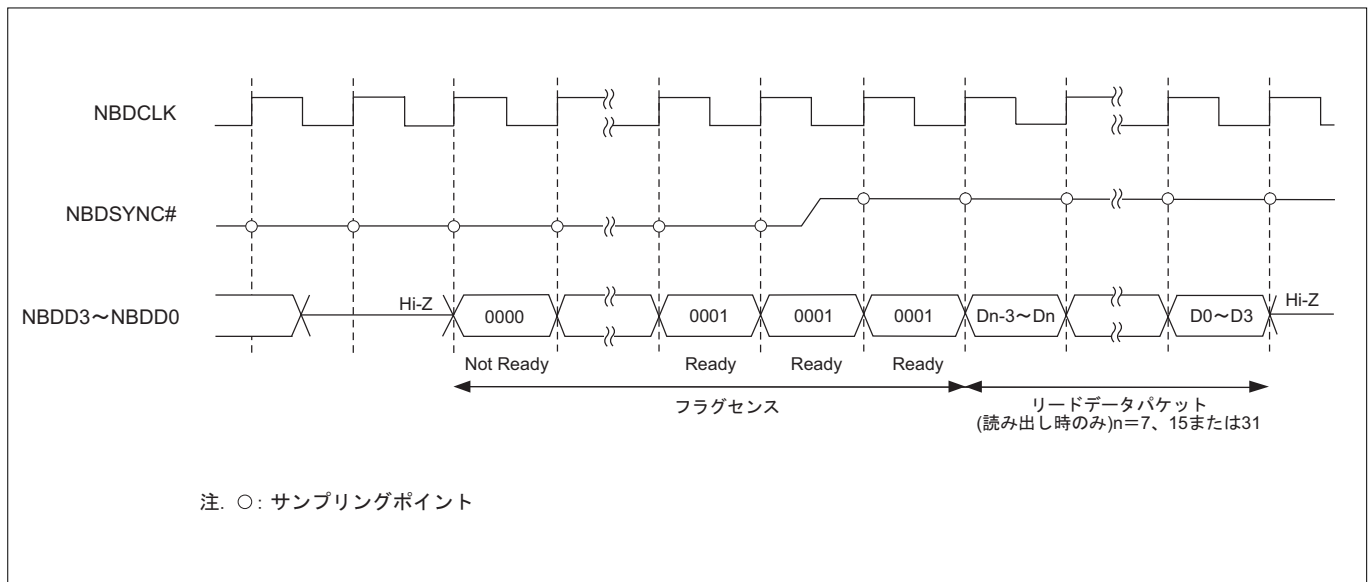 NBDCLK
NBDSYNC#
NBDD3～NBDD0
Hi-Z
0000
0001
0001
0001
Dn-3～Dn
D0～D3
Hi-Z
Not Ready
Ready
Ready
Ready
フラグセンス
リードデータパケット
(読み出し時のみ)n＝7、15または31
注. ○: サンプリングポイント